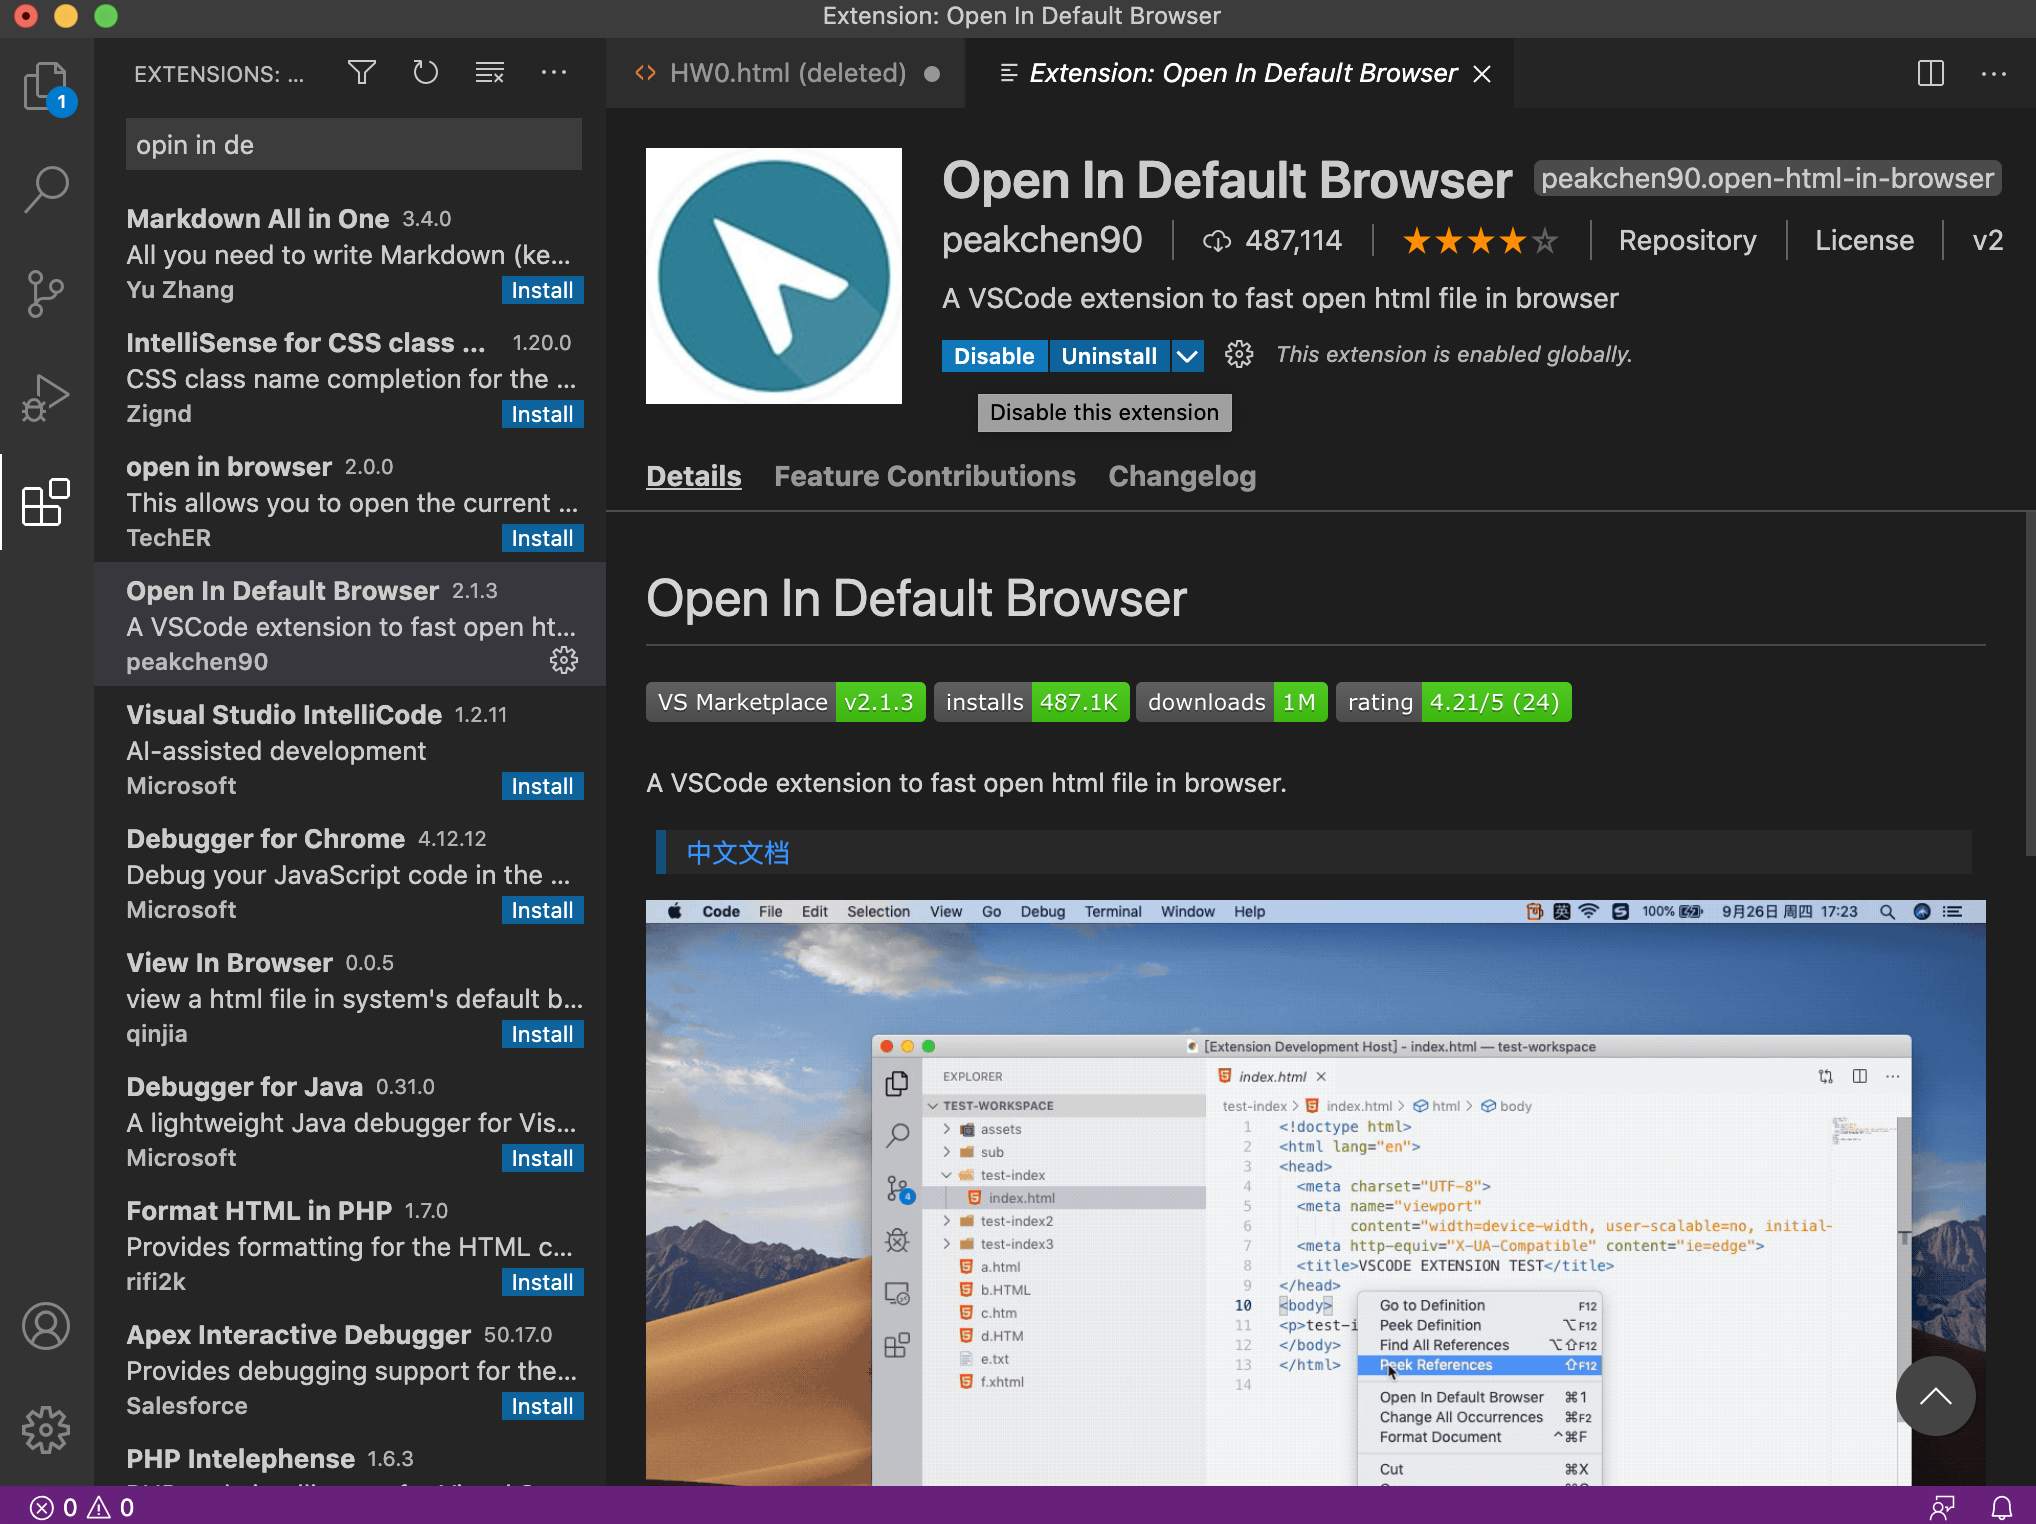 Extension: Open In Default Browser
1
EXTENSIONS: ...
opin in de
Markdown All in One 3.4.0
All you need to write Markdown (ke...
Yu Zhang Install
IntelliSense for CSS class ... 1.20.0
CSS class name completion for the ...
Zignd Install
open in browser 2.0.0
This allows you to open the current ...
TechER Install
Open In Default Browser 2.1.3
A VSCode extension to fast open ht...
peakchen90
Visual Studio IntelliCode 1.2.11
AI-assisted development
Microsoft Install
Debugger for Chrome 4.12.12
Debug your JavaScript code in the ...
Microsoft Install
View In Browser 0.0.5
view a html file in system's default b...
qinjia Install
Debugger for Java 0.31.0
A lightweight Java debugger for Vis...
Microsoft Install
Format HTML in PHP 1.7.0
Provides formatting for the HTML c...
rifi2k Install
Apex Interactive Debugger 50.17.0
Provides debugging support for the...
Salesforce Install
PHP Intelephense 1.6.3
HW0.html (deleted)
Extension: Open In Default Browser
Open In Default Browser peakchen90.open-html-in-browser
peakchen90 487,114 Repository License v2
A VSCode extension to fast open html file in browser
Disable Uninstall This extension is enabled globally.
Disable this extension
Details Feature Contributions Changelog
Open In Default Browser
VS Marketplace v2.1.3 installs 487.1K downloads 1M rating 4.21/5 (24)
A VSCode extension to fast open html file in browser.
中文文档
Code File Edit Selection View Go Debug Terminal Window Help 英 100% 9月26日 周四 17:23
[Extension Development Host] - index.html — test-workspace
EXPLORER
TEST-WORKSPACE
assets
sub
test-index
index.html
test-index2
test-index3
a.html
b.HTML
c.htm
d.HTM
e.txt
f.xhtml
4
index.html
test-index > index.html > html > body
1 <!doctype html>
2 <html lang="en">
3 <head>
4 <meta charset="UTF-8">
5 <meta name="viewport"
6 content="width=device-width, user-scalable=no, initial-
7 <meta http-equiv="X-UA-Compatible" content="ie=edge">
8 <title>VSCODE EXTENSION TEST</title>
9 </head>
10 <body>
11 <p>test-i
12 </body>
13 </html>
14
Go to Definition F12
Peek Definition ⌥F12
Find All References ⌥⇧F12
Peek References ⇧F12
Open In Default Browser ⌘1
Change All Occurrences ⌘F2
Format Document ^⌘F
Cut ⌘X
0 0